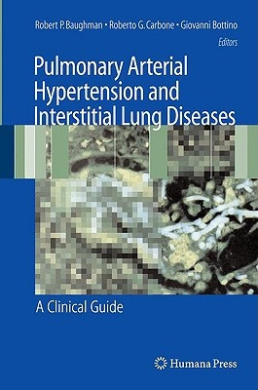 Robert P. Baughman • Roberto G. Carbone • Giovanni Bottino
Editors
Pulmonary Arterial
Hypertension and
Interstitial Lung Diseases
A Clinical Guide
Humana Press